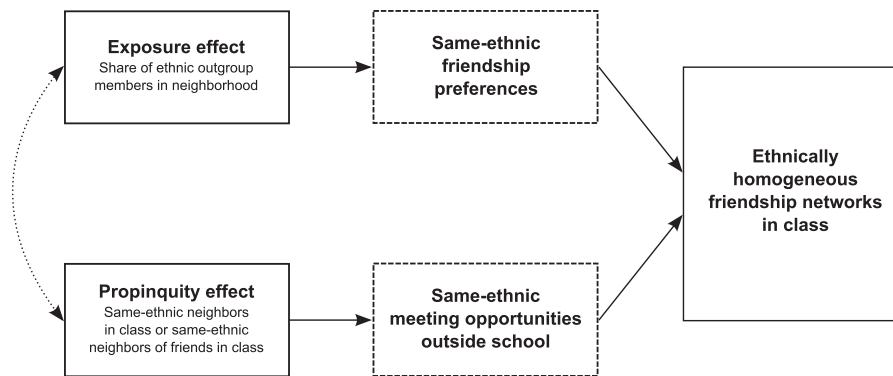 Exposure effect
Share of ethnic outgroup
members in neighborhood
Same-ethnic
friendship
preferences
Ethnically
homogeneous
friendship networks
in class
Propinquity effect
Same-ethnic neighbors
in class or same-ethnic
neighbors of friends in class
Same-ethnic
meeting opportunities
outside school